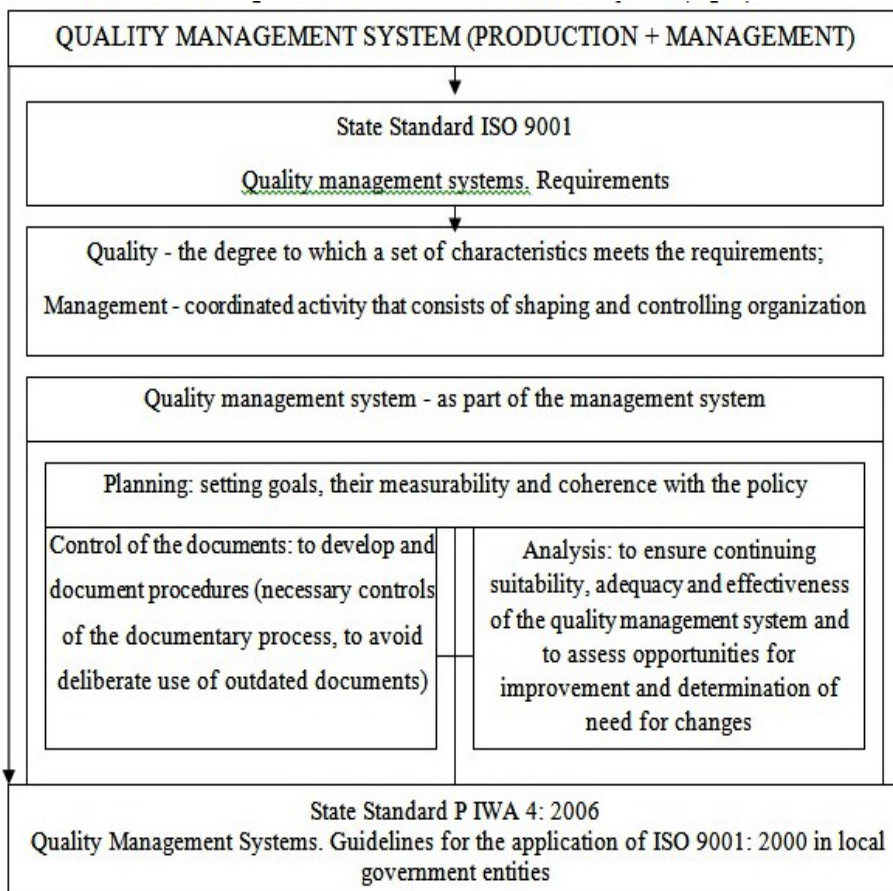 QUALITY MANAGEMENT SYSTEM (PRODUCTION + MANAGEMENT)
State Standard ISO 9001
Quality management systems. Requirements
Quality - the degree to which a set of characteristics meets the requirements;
Management - coordinated activity that consists of shaping and controlling organization
Quality management system - as part of the management system
Planning: setting goals, their measurability and coherence with the policy
Control of the documents: to develop and
document procedures (necessary controls
of the documentary process, to avoid
deliberate use of outdated documents)
Analysis: to ensure continuing
suitability, adequacy and effectiveness
of the quality management system and
to assess opportunities for
improvement and determination of
need for changes
State Standard P IWA 4: 2006
Quality Management Systems. Guidelines for the application of ISO 9001: 2000 in local
government entities